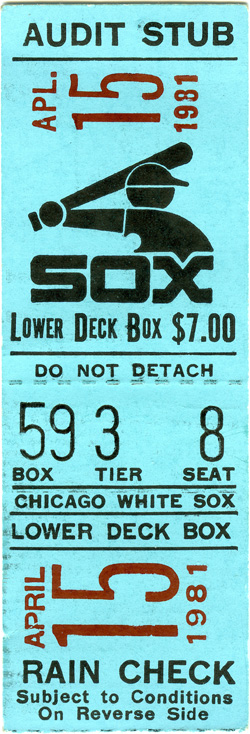 AUDIT STUB
APL. 15 1981
SOX
LOWER DECK BOX $7.00
DO NOT DETACH
59 3 8
BOX TIER SEAT
CHICAGO WHITE SOX
LOWER DECK BOX
APRIL 15 1981
RAIN CHECK
Subject to Conditions
On Reverse Side